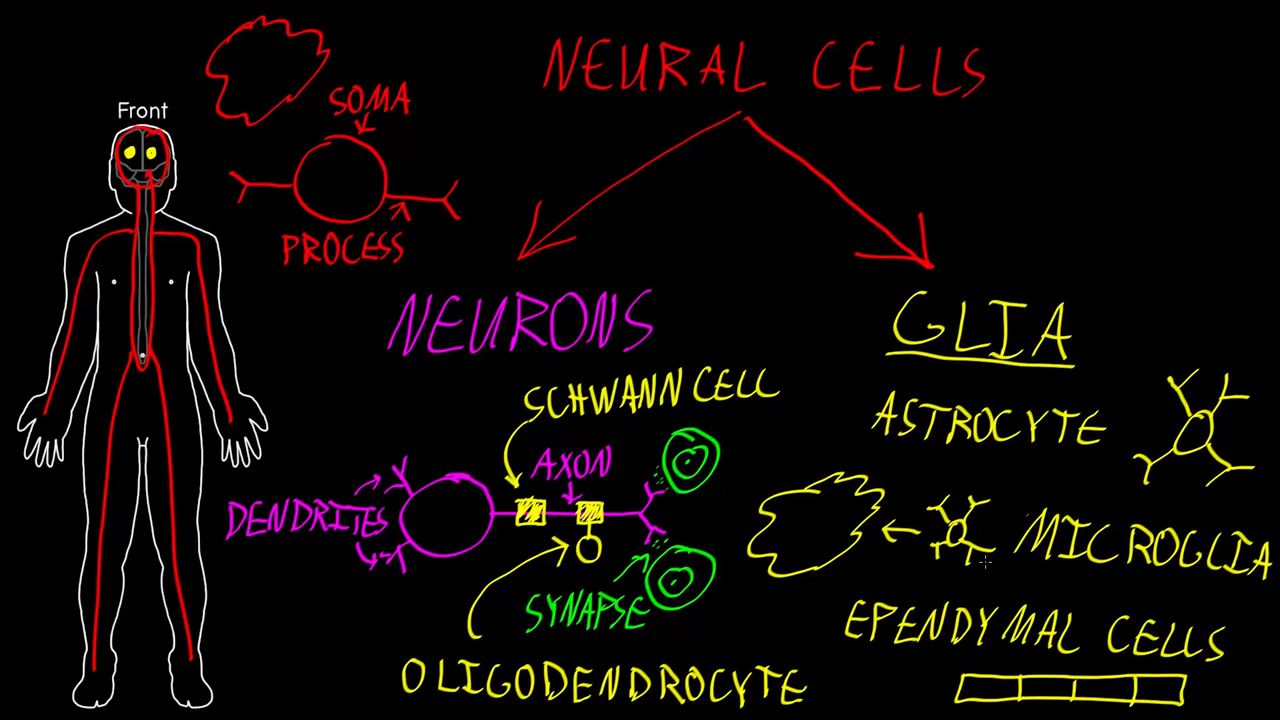 NEURAL CELLS
Front
SOMA
PROCESS
NEURONS
GLIA
SCHWANN CELL
ASTROCYTE
AXON
DENDRITES
MICROGLIA
SYNAPSE
EPENDYMAL CELLS
OLIGODENDROCYTE